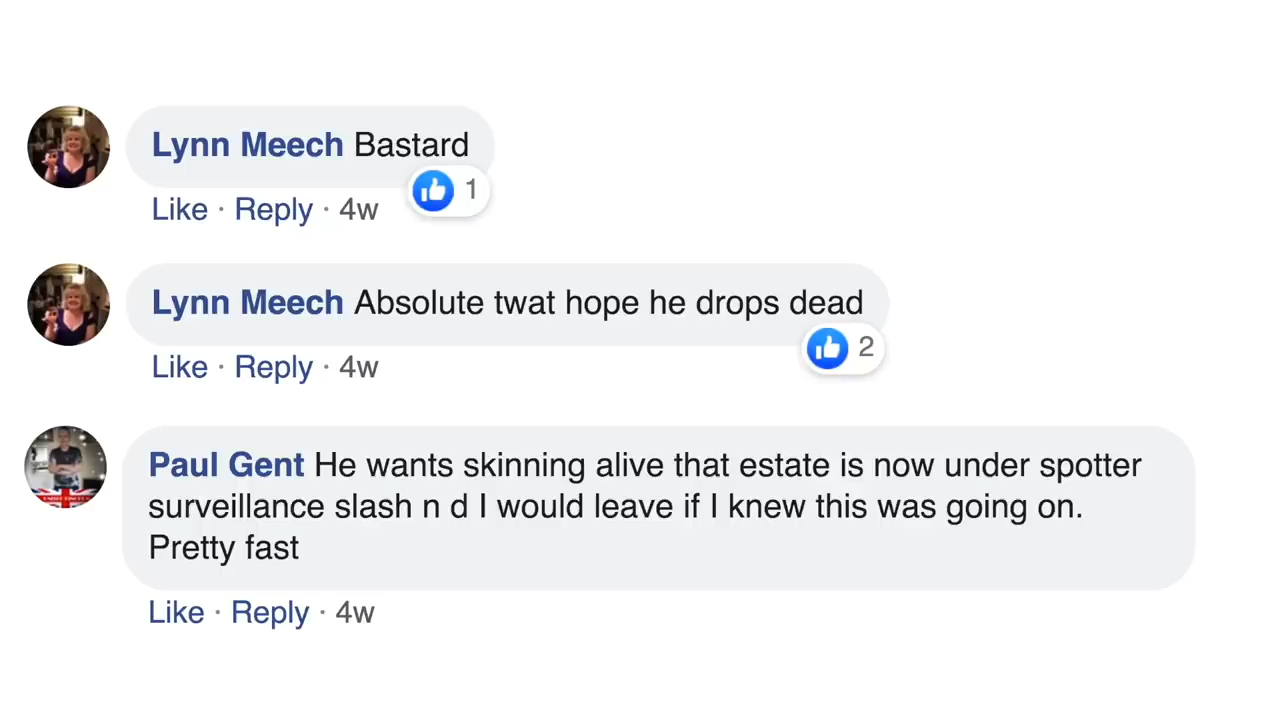 Lynn Meech Bastard
Like · Reply · 4w 1
Lynn Meech Absolute twat hope he drops dead
Like · Reply · 4w 2
Paul Gent He wants skinning alive that estate is now under spotter
surveillance slash n d I would leave if I knew this was going on.
Pretty fast
Like · Reply · 4w